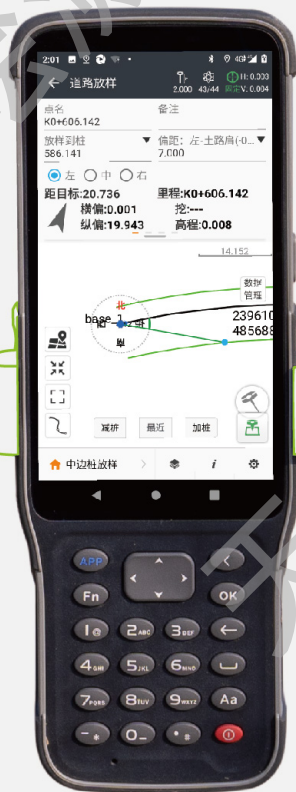 2:01
4G
H: 0.003
← 道路放样
2.000 43/44 固定 V: 0.004
点名 备注
K0+606.142
放样到桩 偏距: 左-土路肩(-0...
586.141 7.000
左 中 右
距目标:20.736 里程:K0+606.142
横偏:0.001 挖:---
纵偏:19.943 高程:0.008
14.152
数据
管理
北
base_1
239610
485688
减桩 最近 加桩
中边桩放样 > i
APP
Fn OK
1@ 2ABC 3DEF ←
4GHI 5JKL 6MNO
7PQRS 8TUV 9WXYZ Aa
-* 0_ •#